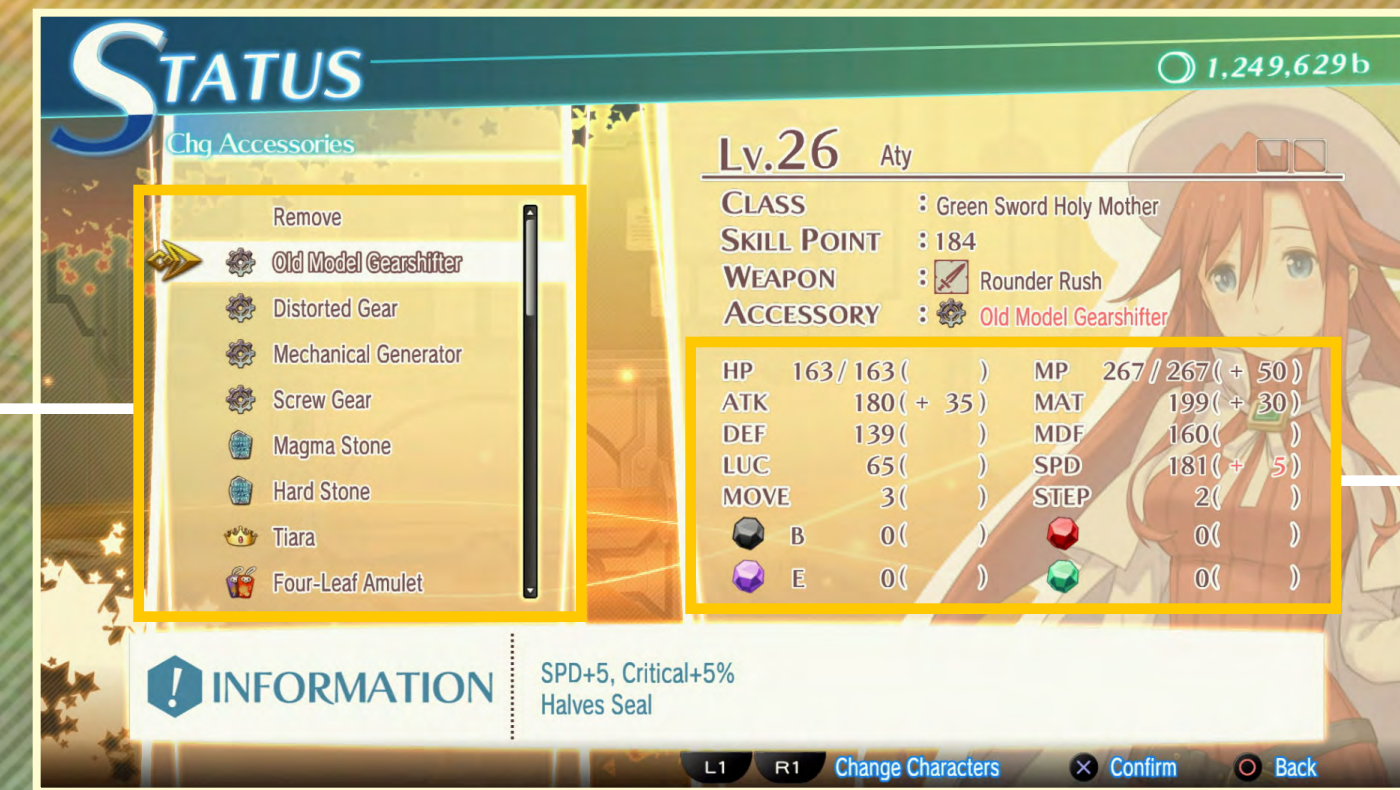 STATUS
1,249,629b
Chg Accessories
Remove
Old Model Gearshifter
Distorted Gear
Mechanical Generator
Screw Gear
Magma Stone
Hard Stone
Tiara
Four-Leaf Amulet
LV.26 Aty
CLASS : Green Sword Holy Mother
SKILL POINT : 184
WEAPON : Rounder Rush
ACCESSORY : Old Model Gearshifter
HP 163/163( ) MP 267/267(+ 50)
ATK 180(+ 35) MAT 199(+ 30)
DEF 139( ) MDF 160( )
LUC 65( ) SPD 181(+ 5)
MOVE 3( ) STEP 2( )
B 0( ) 0( )
E 0( ) 0( )
! INFORMATION
SPD+5, Critical+5%
Halves Seal
L1 R1 Change Characters X Confirm O Back